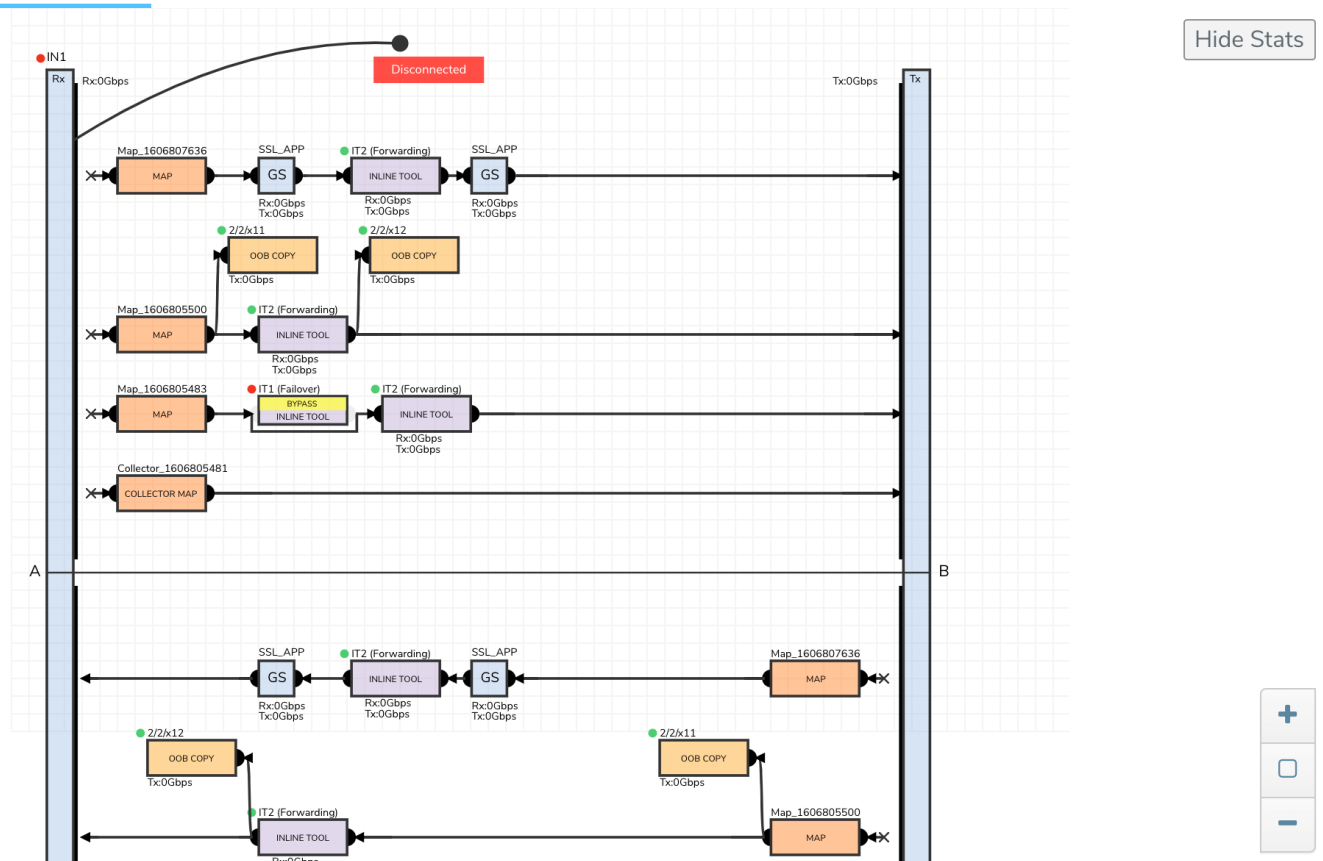 Hide Stats
IN1
Disconnected
Rx
Rx:0Gbps
Tx:0Gbps
Tx
Map_1606807636
SSL_APP
IT2 (Forwarding)
SSL_APP
MAP
GS
INLINE TOOL
GS
Rx:0Gbps
Tx:0Gbps
Rx:0Gbps
Tx:0Gbps
Rx:0Gbps
Tx:0Gbps
2/2/x11
2/2/x12
OOB COPY
OOB COPY
Tx:0Gbps
Tx:0Gbps
Map_1606805500
IT2 (Forwarding)
MAP
INLINE TOOL
Rx:0Gbps
Tx:0Gbps
Map_1606805483
IT1 (Failover)
IT2 (Forwarding)
MAP
BYPASS
INLINE TOOL
INLINE TOOL
Rx:0Gbps
Tx:0Gbps
Collector_1606805481
COLLECTOR MAP
A
B
SSL_APP
IT2 (Forwarding)
SSL_APP
Map_1606807636
GS
INLINE TOOL
GS
MAP
Rx:0Gbps
Tx:0Gbps
Rx:0Gbps
Tx:0Gbps
Rx:0Gbps
Tx:0Gbps
2/2/x12
2/2/x11
OOB COPY
OOB COPY
Tx:0Gbps
Tx:0Gbps
IT2 (Forwarding)
Map_1606805500
INLINE TOOL
MAP
Rx:0Gbps